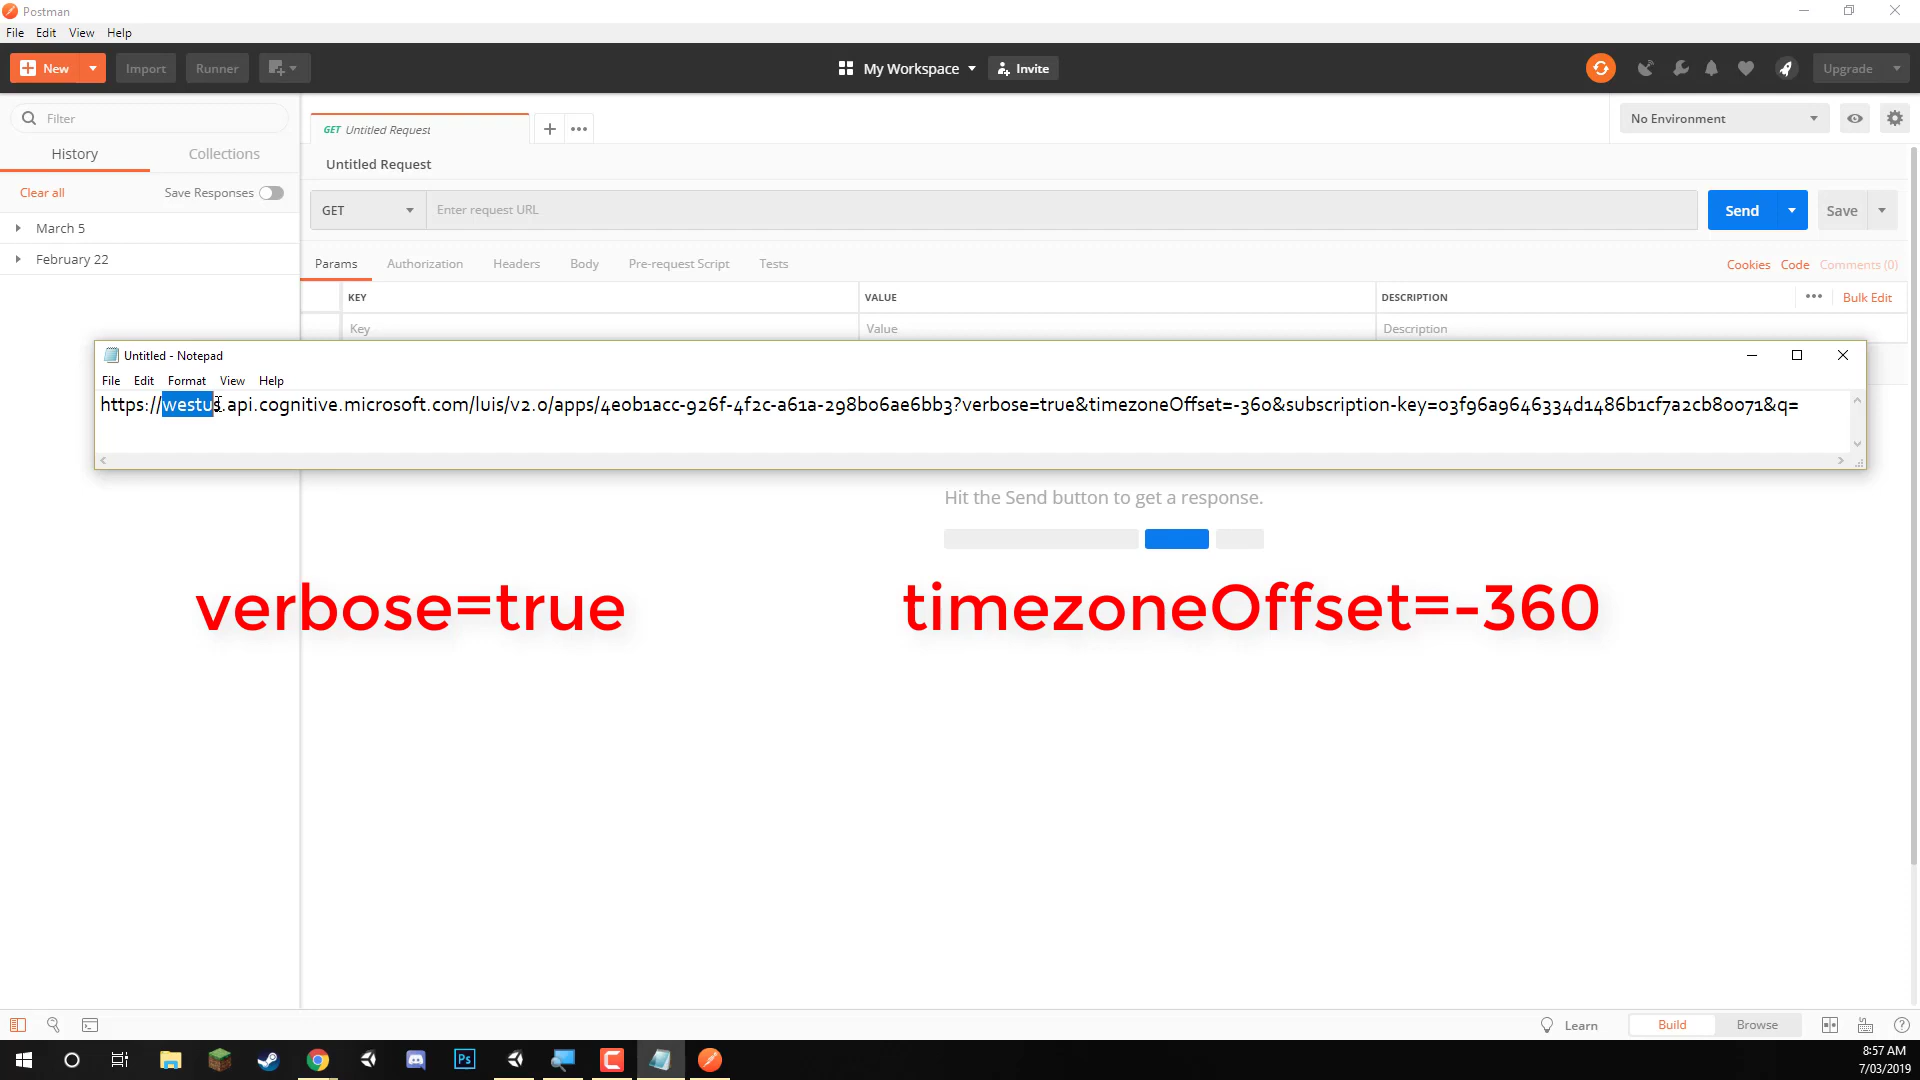 Postman
File Edit View Help
New Import Runner My Workspace Invite Upgrade
Filter
GET Untitled Request
No Environment
History Collections
Untitled Request
Clear all Save Responses
GET Enter request URL Send Save
March 5
February 22
Params Authorization Headers Body Pre-request Script Tests Cookies Code Comments (0)
KEY VALUE DESCRIPTION Bulk Edit
Key Value Description
Untitled - Notepad
File Edit Format View Help
https://westus.api.cognitive.microsoft.com/luis/v2.0/apps/4e0b1acc-926f-4f2c-a61a-298b06ae6bb3?verbose=true&timezoneOffset=-360&subscription-key=03f96a9646334d1486b1cf7a2cb80071&q=
Hit the Send button to get a response.
verbose=true
timezoneOffset=-360
Learn Build Browse
Ps
8:57 AM
7/03/2019